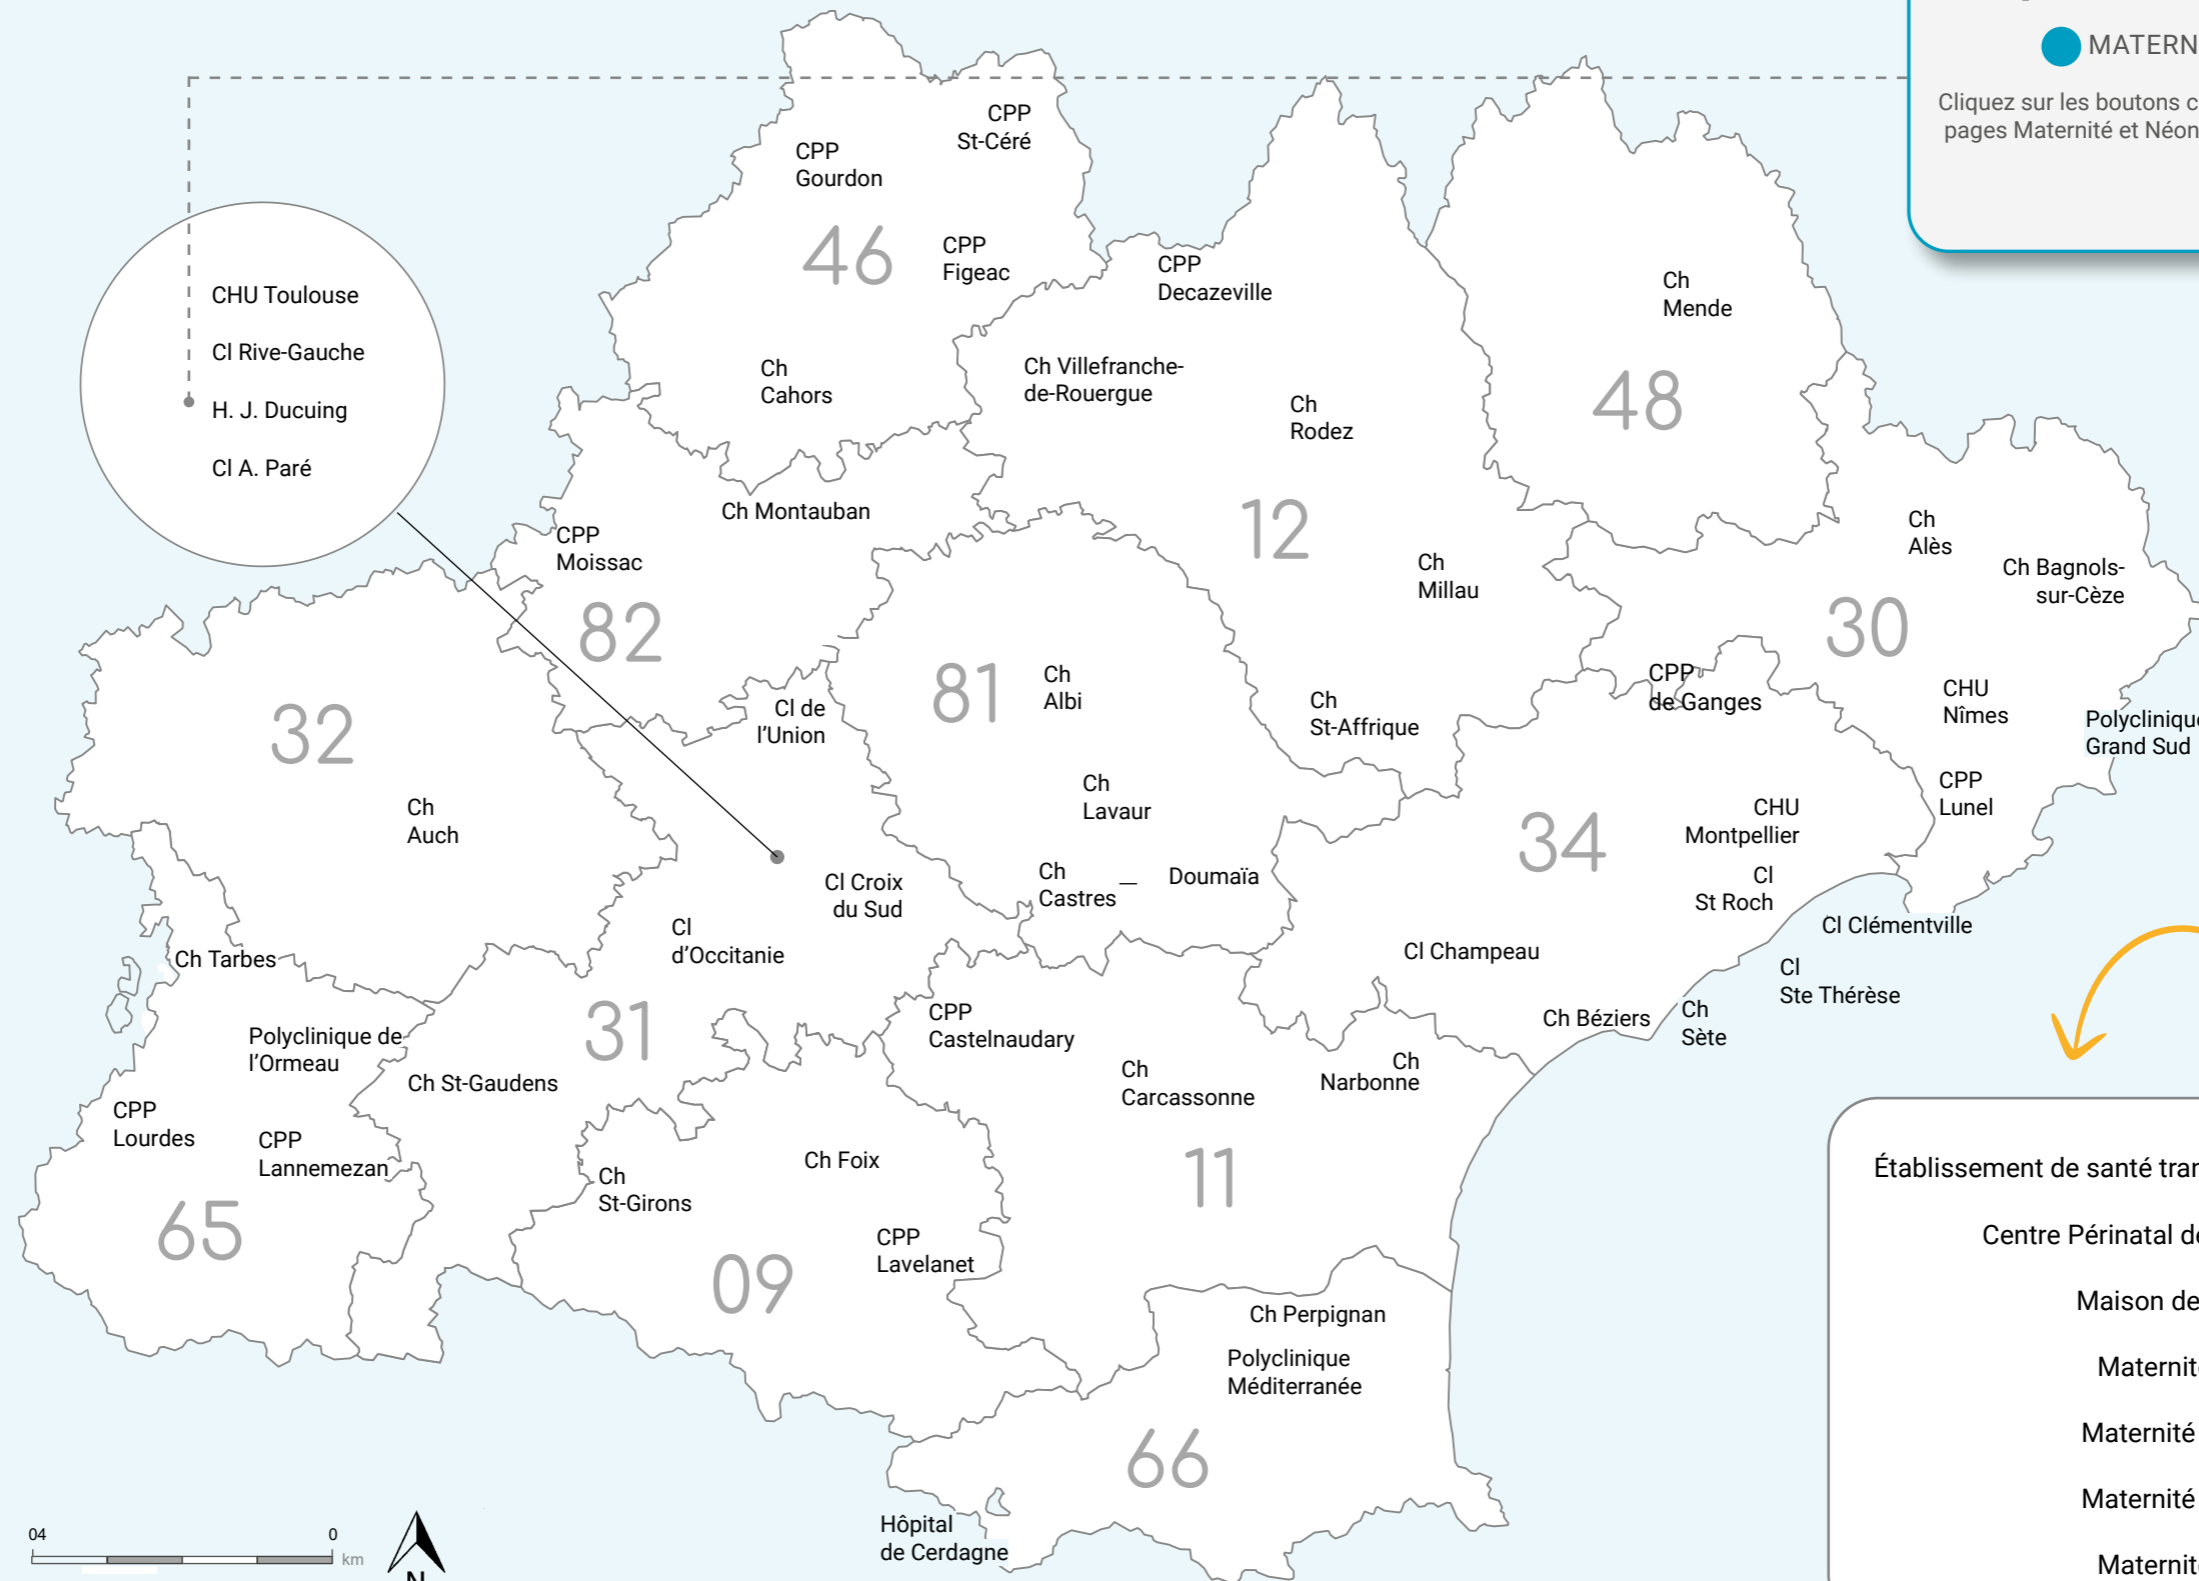 MATERN
Cliquez sur les boutons c
pages Maternité et Néon
CPP
St-Céré
CPP
Gourdon
46
CPP
Figeac
CPP
Decazeville
Ch
Mende
CHU Toulouse
Cl Rive-Gauche
H. J. Ducuing
Cl A. Paré
Ch
Cahors
Ch Villefranche-
de-Rouergue
Ch
Rodez
48
Ch Montauban
CPP
Moissac
82
12
Ch
Millau
Ch
Alès
Ch Bagnols-
sur-Cèze
30
32
Ch
Auch
Cl de
l'Union
81
Ch
Albi
Ch
St-Affrique
CPP
de Ganges
CHU
Nîmes
Polyclinique
Grand Sud
Ch
Lavaur
34
CHU
Montpellier
CPP
Lunel
Cl Croix
du Sud
Ch
Castres
Doumaïa
Cl
St Roch
Cl Clémentville
Cl
d'Occitanie
Cl Champeau
Cl
Ste Thérèse
Ch Tarbes
Polyclinique de
l'Ormeau
31
CPP
Castelnaudary
Ch Béziers
Ch
Sète
Ch St-Gaudens
Ch
Carcassonne
Ch
Narbonne
CPP
Lourdes
CPP
Lannemezan
65
Ch
St-Girons
Ch Foix
CPP
Lavelanet
09
11
Ch Perpignan
Polyclinique
Méditerranée
66
Hôpital
de Cerdagne
Établissement de santé tran
Centre Périnatal de
Maison de
Maternité
Maternité
Maternité
Maternité
04 0
km
N